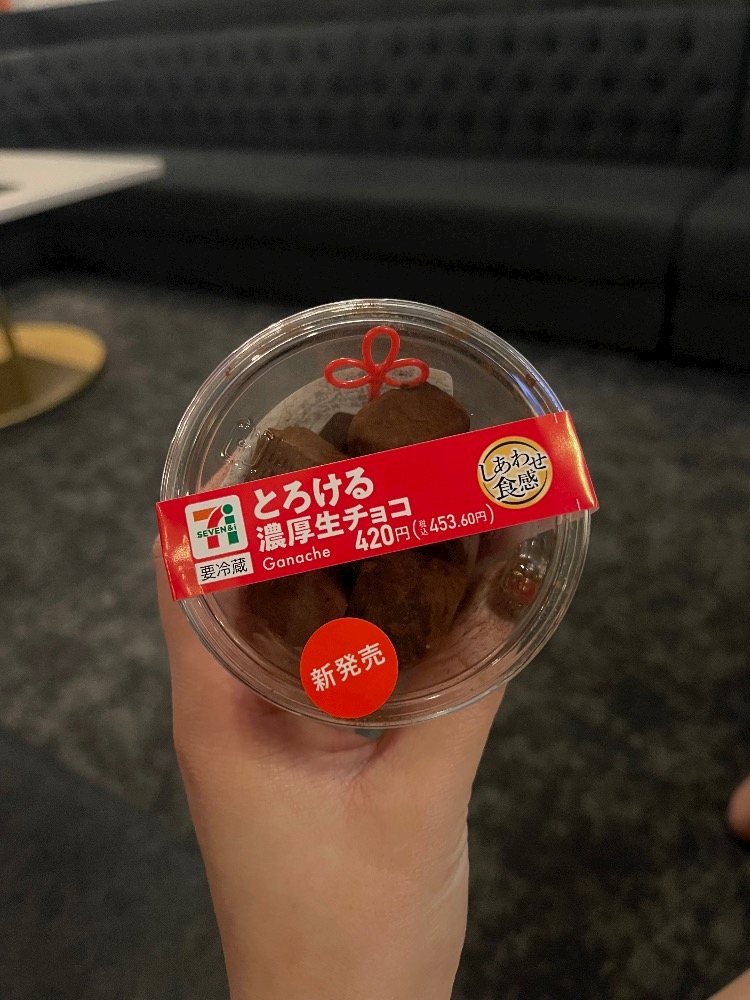 SEVEN&i
要冷蔵
とろける
濃厚生チョコ
Ganache
420円(税込453.60円)
しあわせ
食感
新発売